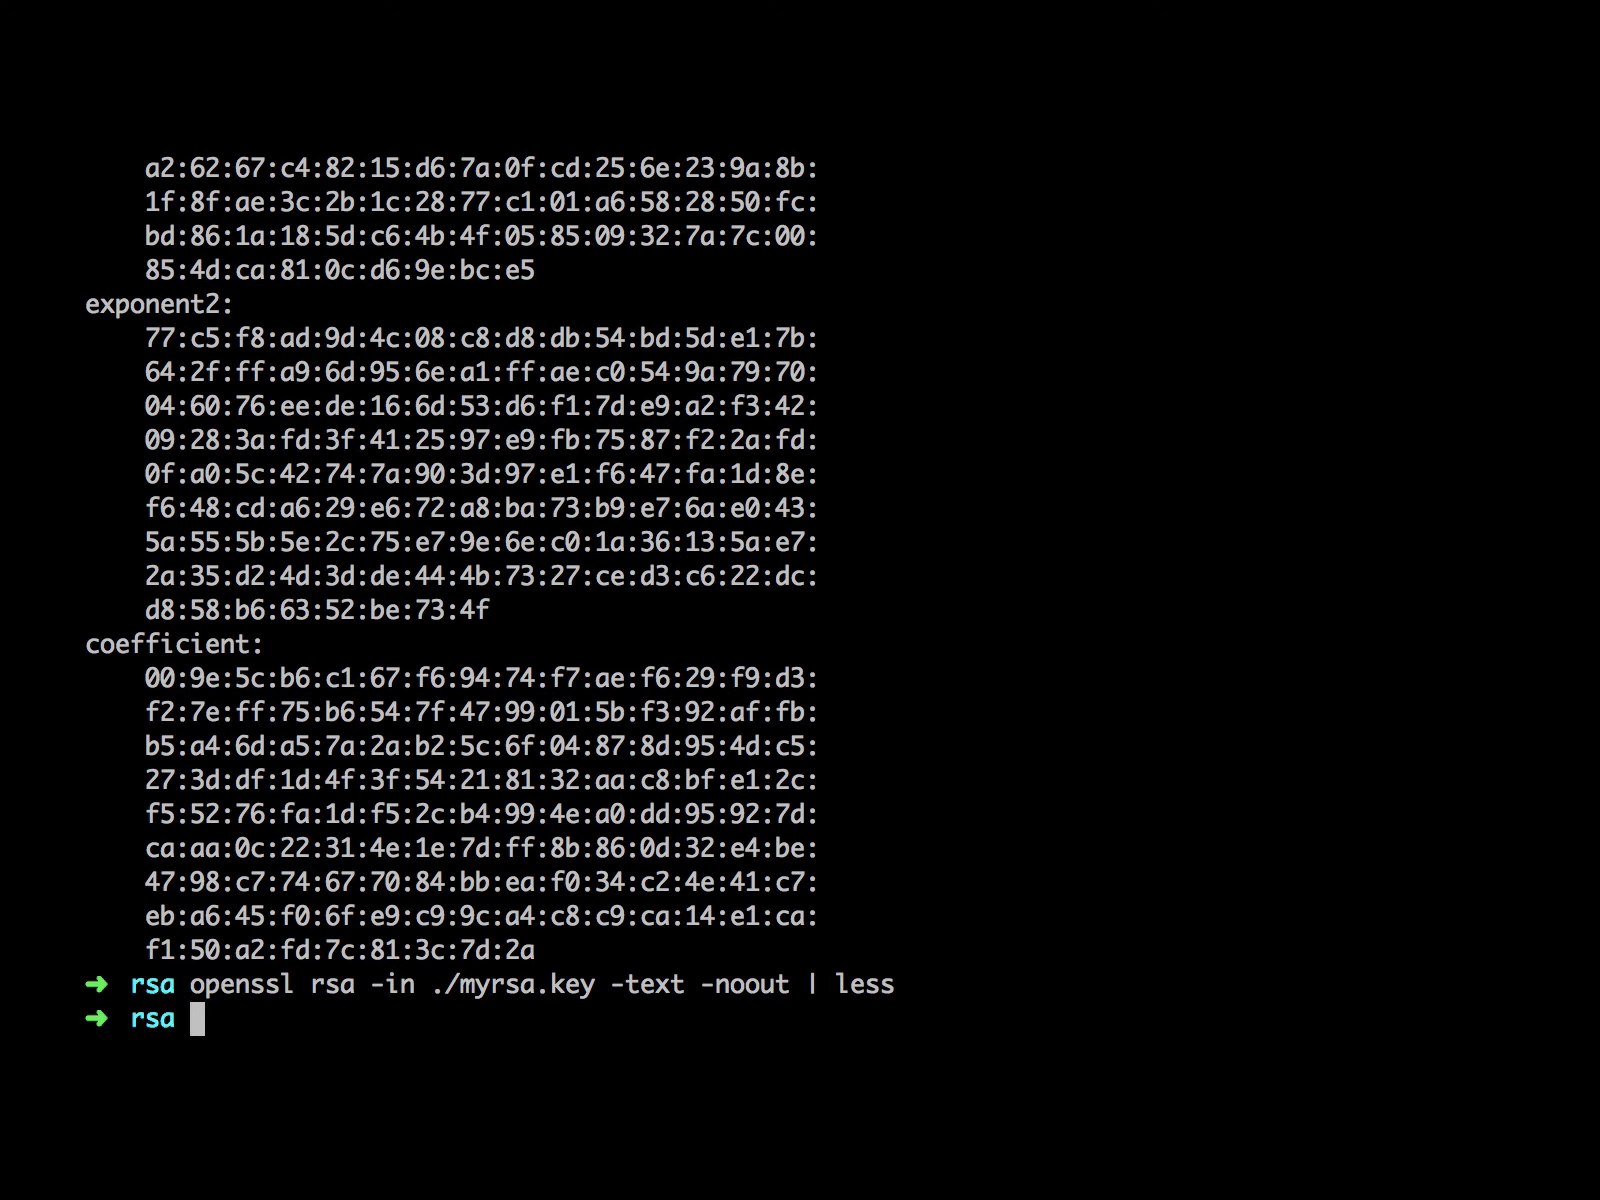 a2:62:67:c4:82:15:d6:7a:0f:cd:25:6e:23:9a:8b:
1f:8f:ae:3c:2b:1c:28:77:c1:01:a6:58:28:50:fc:
bd:86:1a:18:5d:c6:4b:4f:05:85:09:32:7a:7c:00:
85:4d:ca:81:0c:d6:9e:bc:e5
exponent2:
77:c5:f8:ad:9d:4c:08:c8:d8:db:54:bd:5d:e1:7b:
64:2f:ff:a9:6d:95:6e:a1:ff:ae:c0:54:9a:79:70:
04:60:76:ee:de:16:6d:53:d6:f1:7d:e9:a2:f3:42:
09:28:3a:fd:3f:41:25:97:e9:fb:75:87:f2:2a:fd:
0f:a0:5c:42:74:7a:90:3d:97:e1:f6:47:fa:1d:8e:
f6:48:cd:a6:29:e6:72:a8:ba:73:b9:e7:6a:e0:43:
5a:55:5b:5e:2c:75:e7:9e:6e:c0:1a:36:13:5a:e7:
2a:35:d2:4d:3d:de:44:4b:73:27:ce:d3:c6:22:dc:
d8:58:b6:63:52:be:73:4f
coefficient:
00:9e:5c:b6:c1:67:f6:94:74:f7:ae:f6:29:f9:d3:
f2:7e:ff:75:b6:54:7f:47:99:01:5b:f3:92:af:fb:
b5:a4:6d:a5:7a:2a:b2:5c:6f:04:87:8d:95:4d:c5:
27:3d:df:1d:4f:3f:54:21:81:32:aa:c8:bf:e1:2c:
f5:52:76:fa:1d:f5:2c:b4:99:4e:a0:dd:95:92:7d:
ca:aa:0c:22:31:4e:1e:7d:ff:8b:86:0d:32:e4:be:
47:98:c7:74:67:70:84:bb:ea:f0:34:c2:4e:41:c7:
eb:a6:45:f0:6f:e9:c9:9c:a4:c8:c9:ca:14:e1:ca:
f1:50:a2:fd:7c:81:3c:7d:2a
➜ rsa openssl rsa -in ./myrsa.key -text -noout | less
➜ rsa